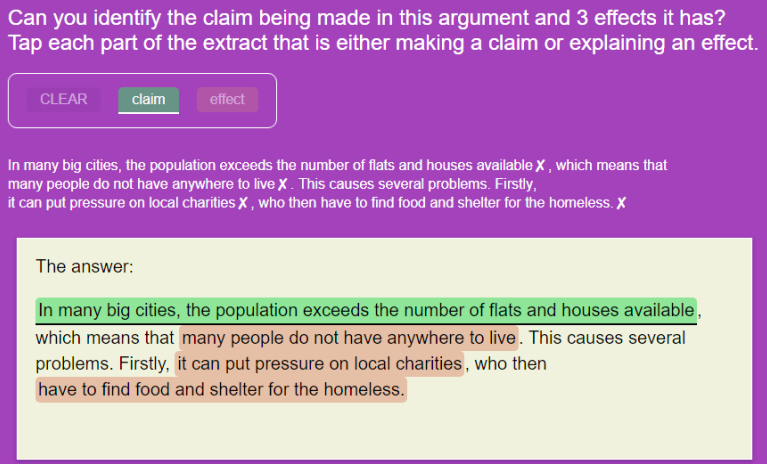 Can you identify the claim being made in this argument and 3 effects it has?
Tap each part of the extract that is either making a claim or explaining an effect.
CLEAR claim effect
In many big cities, the population exceeds the number of flats and houses available ✗, which means that
many people do not have anywhere to live ✗. This causes several problems. Firstly,
it can put pressure on local charities ✗, who then have to find food and shelter for the homeless. ✗
The answer:
In many big cities, the population exceeds the number of flats and houses available,
which means that many people do not have anywhere to live. This causes several
problems. Firstly, it can put pressure on local charities, who then
have to find food and shelter for the homeless.